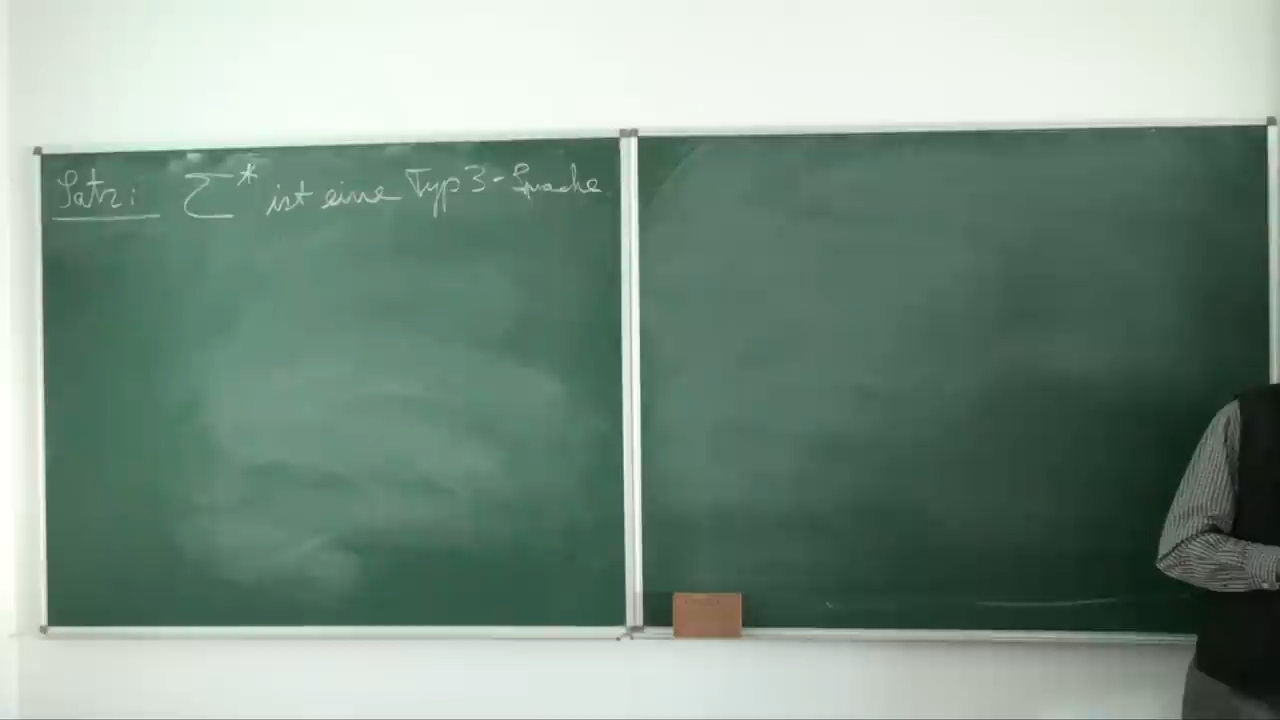 Satz: Σ* ist eine Typ 3-Sprache